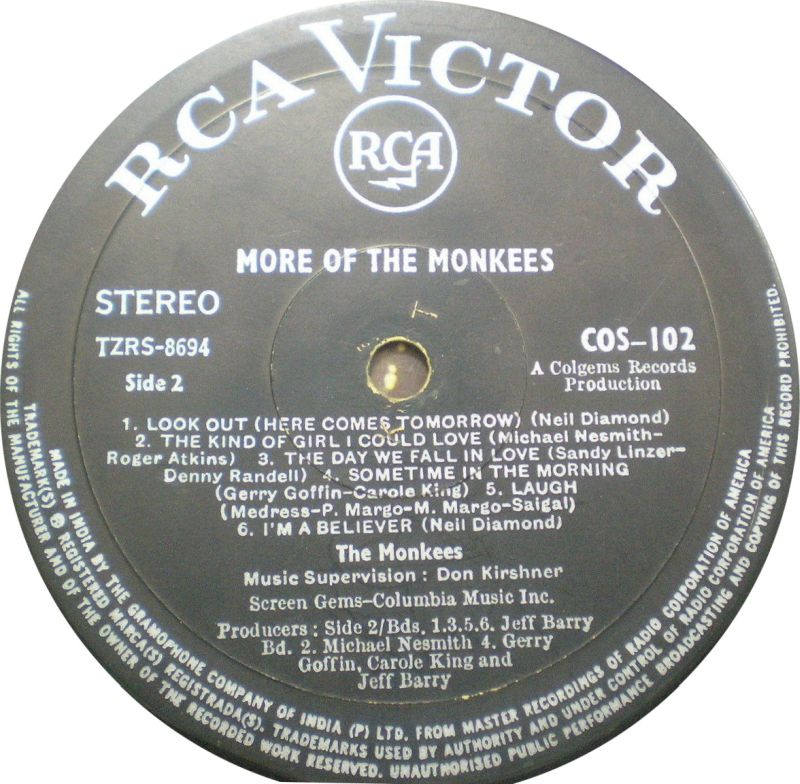 RCA VICTOR
RCA
MORE OF THE MONKEES
STEREO
TZRS-8694
COS-102
Side 2
A Colgems Records
Production
1. LOOK OUT (HERE COMES TOMORROW) (Neil Diamond)
2. THE KIND OF GIRL I COULD LOVE (Michael Nesmith-
Roger Atkins) 3. THE DAY WE FALL IN LOVE (Sandy Linzer-
Denny Randell) 4. SOMETIME IN THE MORNING
(Gerry Goffin-Carole King) 5. LAUGH
(Medress-P. Margo-M. Margo-Saigal)
6. I'M A BELIEVER (Neil Diamond)
The Monkees
Music Supervision : Don Kirshner
Screen Gems-Columbia Music Inc.
Producers : Side 2/Bds. 1.3.5.6. Jeff Barry
Bd. 2. Michael Nesmith 4. Gerry
Goffin, Carole King and
Jeff Barry
MADE IN INDIA BY THE GRAMOPHONE COMPANY OF INDIA (P) LTD. FROM MASTER RECORDINGS OF RADIO CORPORATION OF AMERICA
TRADEMARK(S) ® REGISTERED MARCA(S) REGISTRADA(S). TRADEMARKS USED BY AUTHORITY AND UNDER CONTROL OF RADIO CORPORATION OF AMERICA
ALL RIGHTS OF THE MANUFACTURER AND OF THE OWNER OF THE RECORDED WORK RESERVED. UNAUTHORISED PUBLIC PERFORMANCE BROADCASTING AND COPYING OF THIS RECORD PROHIBITED.
T